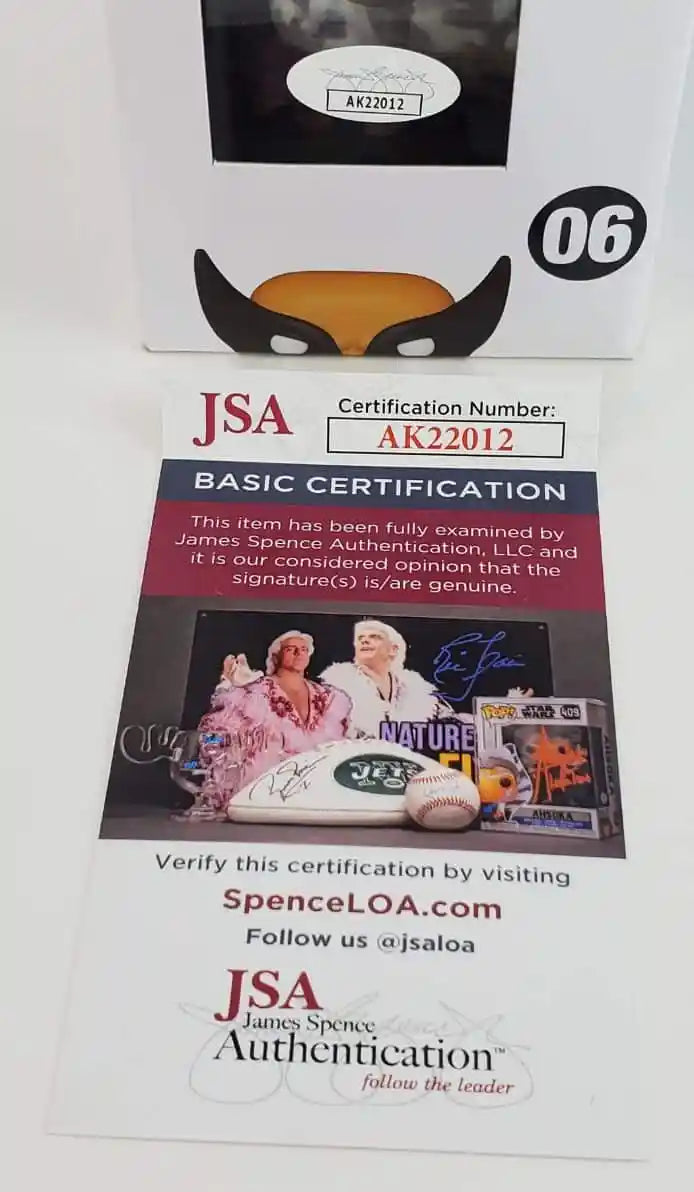 AK22012
06
JSA
Certification Number:
AK22012
BASIC CERTIFICATION
This item has been fully examined by
James Spence Authentication, LLC and
it is our considered opinion that the
signature(s) is/are genuine.
NATURE
POP!
STAR
WARS
409
JETS
AHSOKA
Verify this certification by visiting
SpenceLOA.com
Follow us @jsaloa
JSA
James Spence
Authentication™
follow the leader